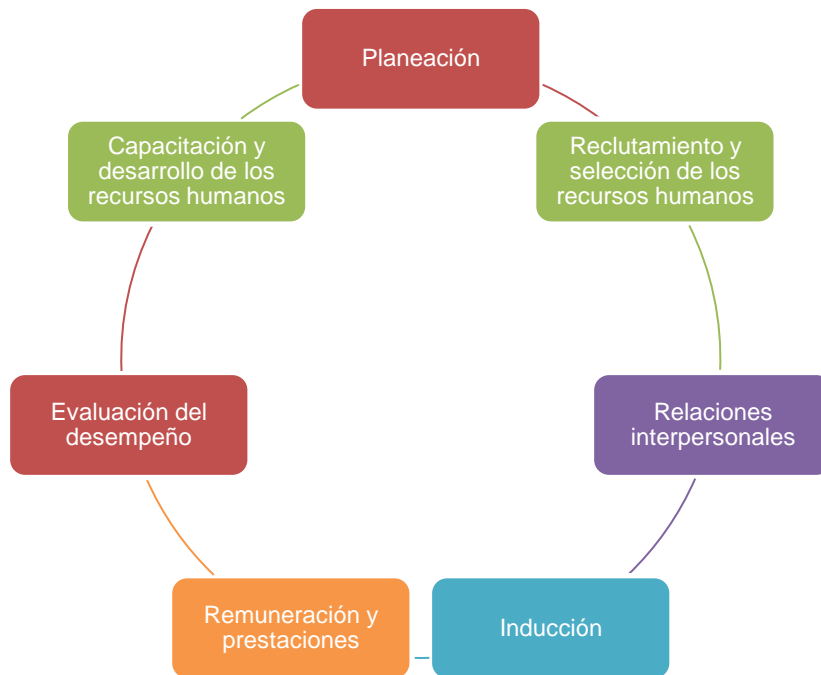 Planeación
Reclutamiento y
selección de los
recursos humanos
Relaciones
interpersonales
Inducción
Remuneración y
prestaciones
Evaluación del
desempeño
Capacitación y
desarrollo de los
recursos humanos